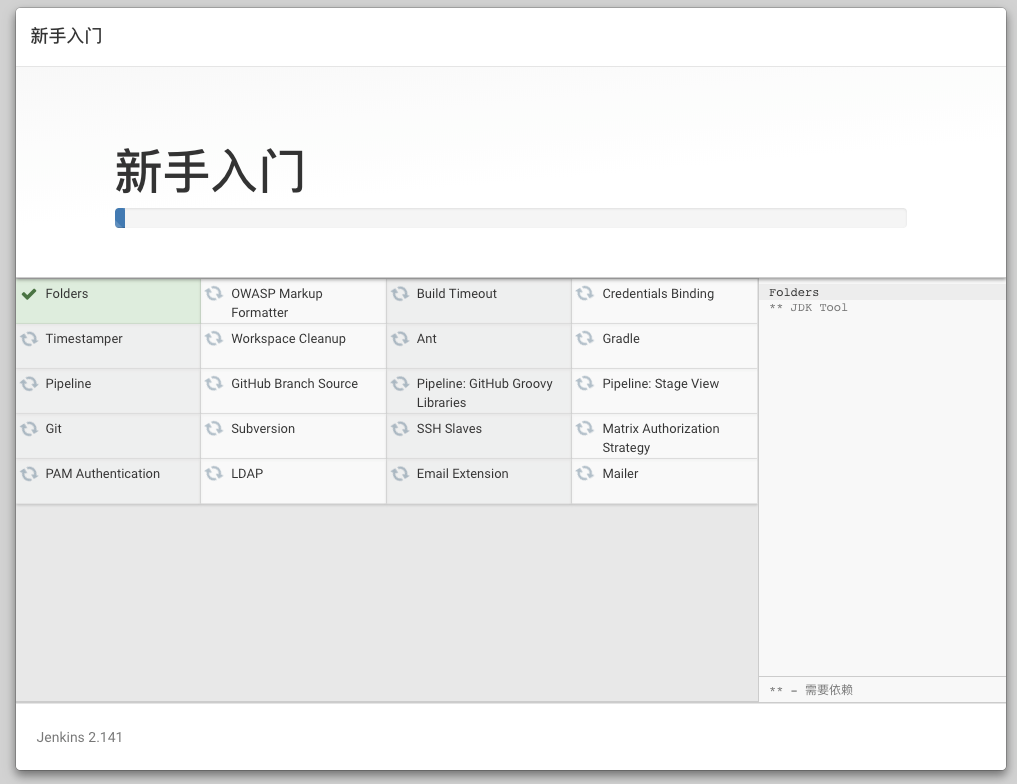 新手入门
新手入门
Folders
OWASP Markup
Formatter
Build Timeout
Credentials Binding
Timestamper
Workspace Cleanup
Ant
Gradle
Pipeline
GitHub Branch Source
Pipeline: GitHub Groovy
Libraries
Pipeline: Stage View
Git
Subversion
SSH Slaves
Matrix Authorization
Strategy
PAM Authentication
LDAP
Email Extension
Mailer
Folders
** JDK Tool
** - 需要依赖
Jenkins 2.141